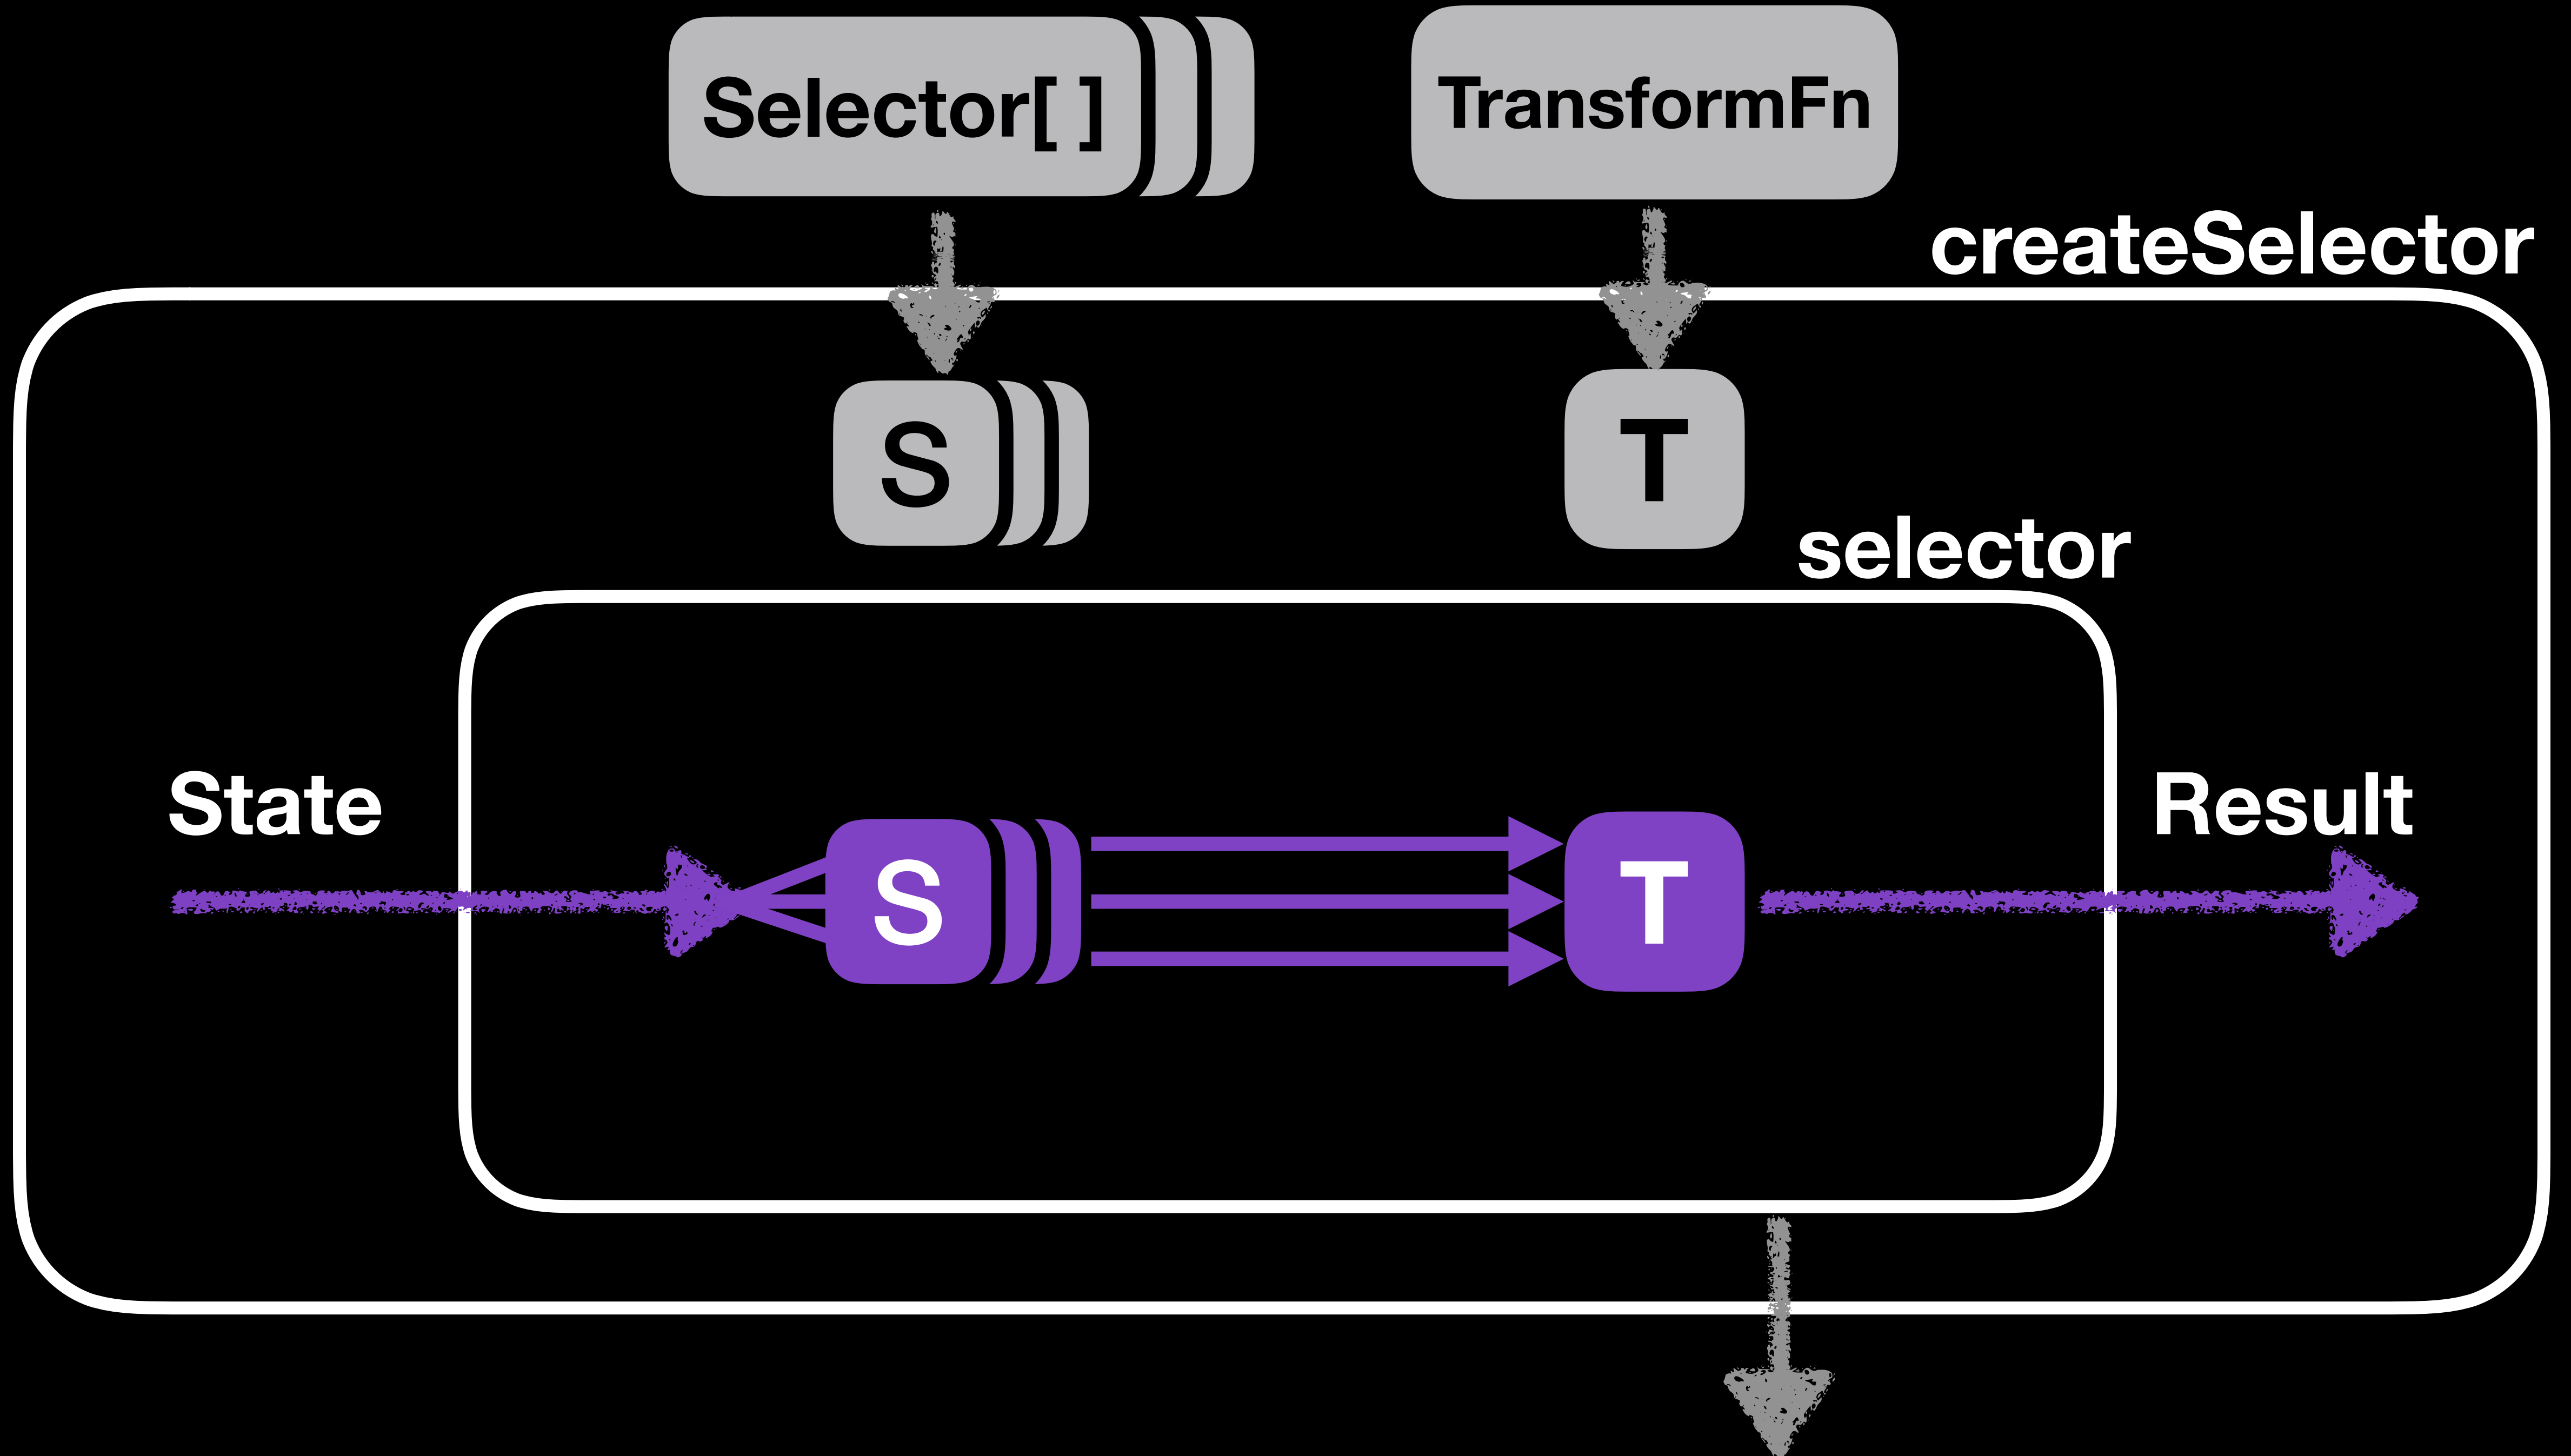 Selector[ ]
TransformFn
createSelector
S
T
selector
State
Result
S
T